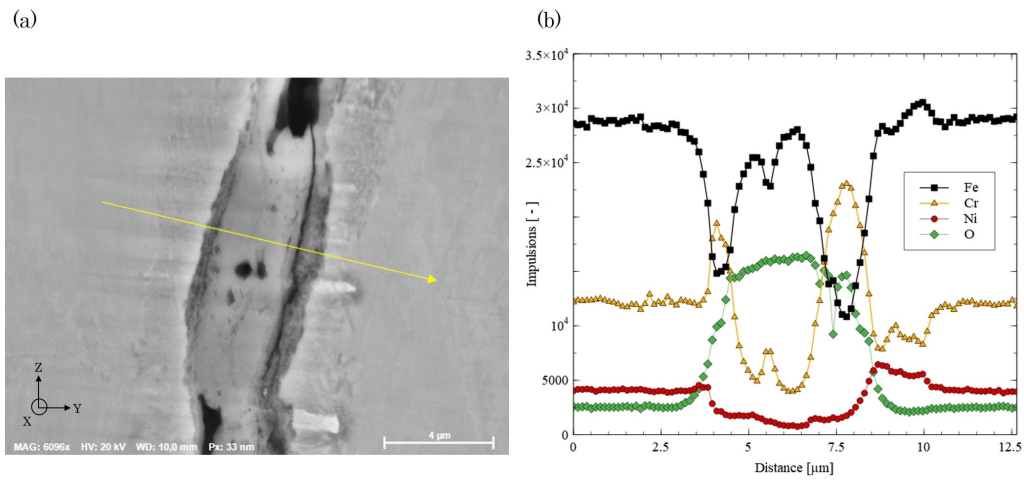 (a)
(b)
Z
X
Y
MAG: 6096x HV: 20 kV WD: 10,0 mm Px: 33 nm
4 µm
Impulsions [ - ]
3.5×10⁴
3×10⁴
2.5×10⁴
10⁴
5000
0
Fe
Cr
Ni
O
0
2.5
5
7.5
10
12.5
Distance [µm]